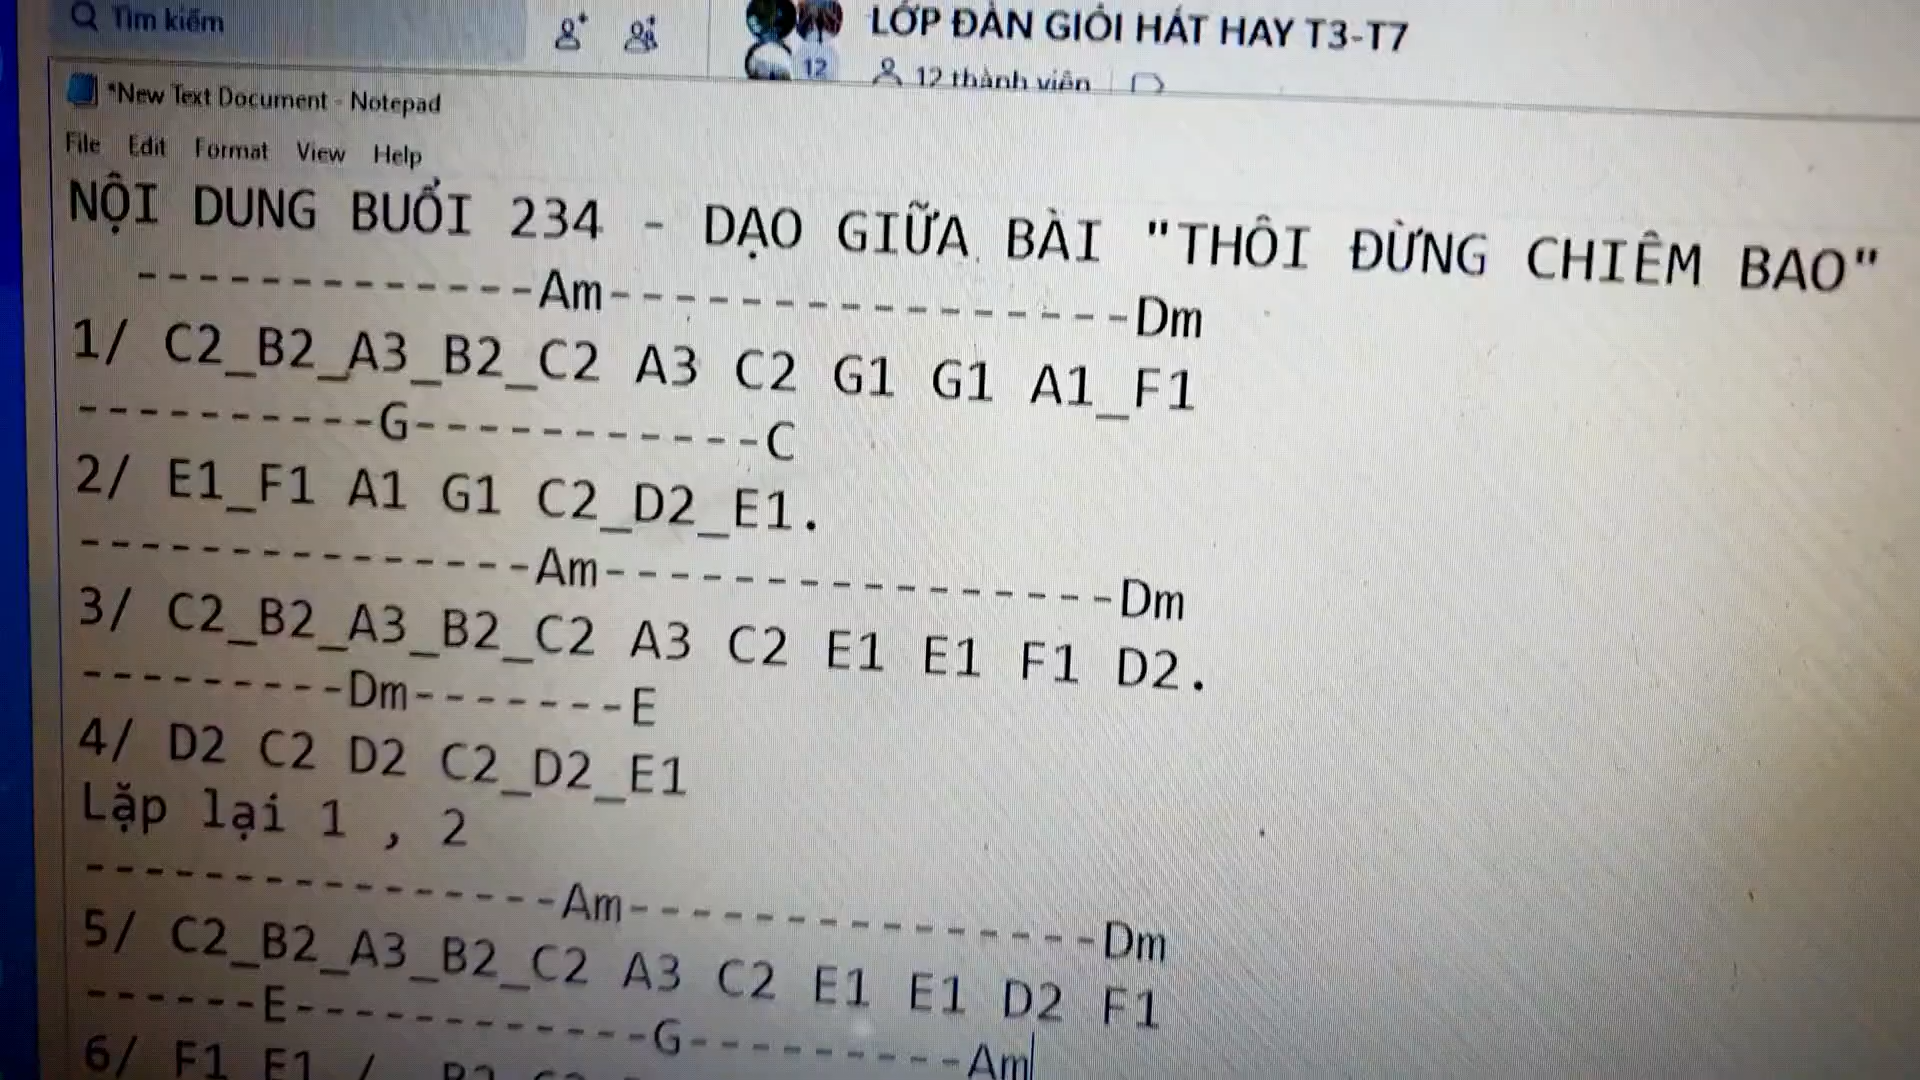 Tìm kiếm
LỚP ĐÀN GIỎI HÁT HAY T3-T7
12
12 thành viên
*New Text Document - Notepad
File Edit Format View Help
NỘI DUNG BUỔI 234 - DẠO GIỮA BÀI "THÔI ĐỪNG CHIÊM BAO"
-------------Am----------------Dm
1/ C2_B2_A3_B2_C2 A3 C2 G1 G1 A1_F1
----------G-----------C
2/ E1_F1 A1 G1 C2_D2_E1.
--------------Am----------------Dm
3/ C2_B2_A3_B2_C2 A3 C2 E1 E1 F1 D2.
---------Dm-------E
4/ D2 C2 D2 C2_D2_E1
Lặp lại 1 , 2
---------------Am---------------Dm
5/ C2_B2_A3_B2_C2 A3 C2 E1 E1 D2 F1
------E------------G---------Am
6/ F1 E1 /